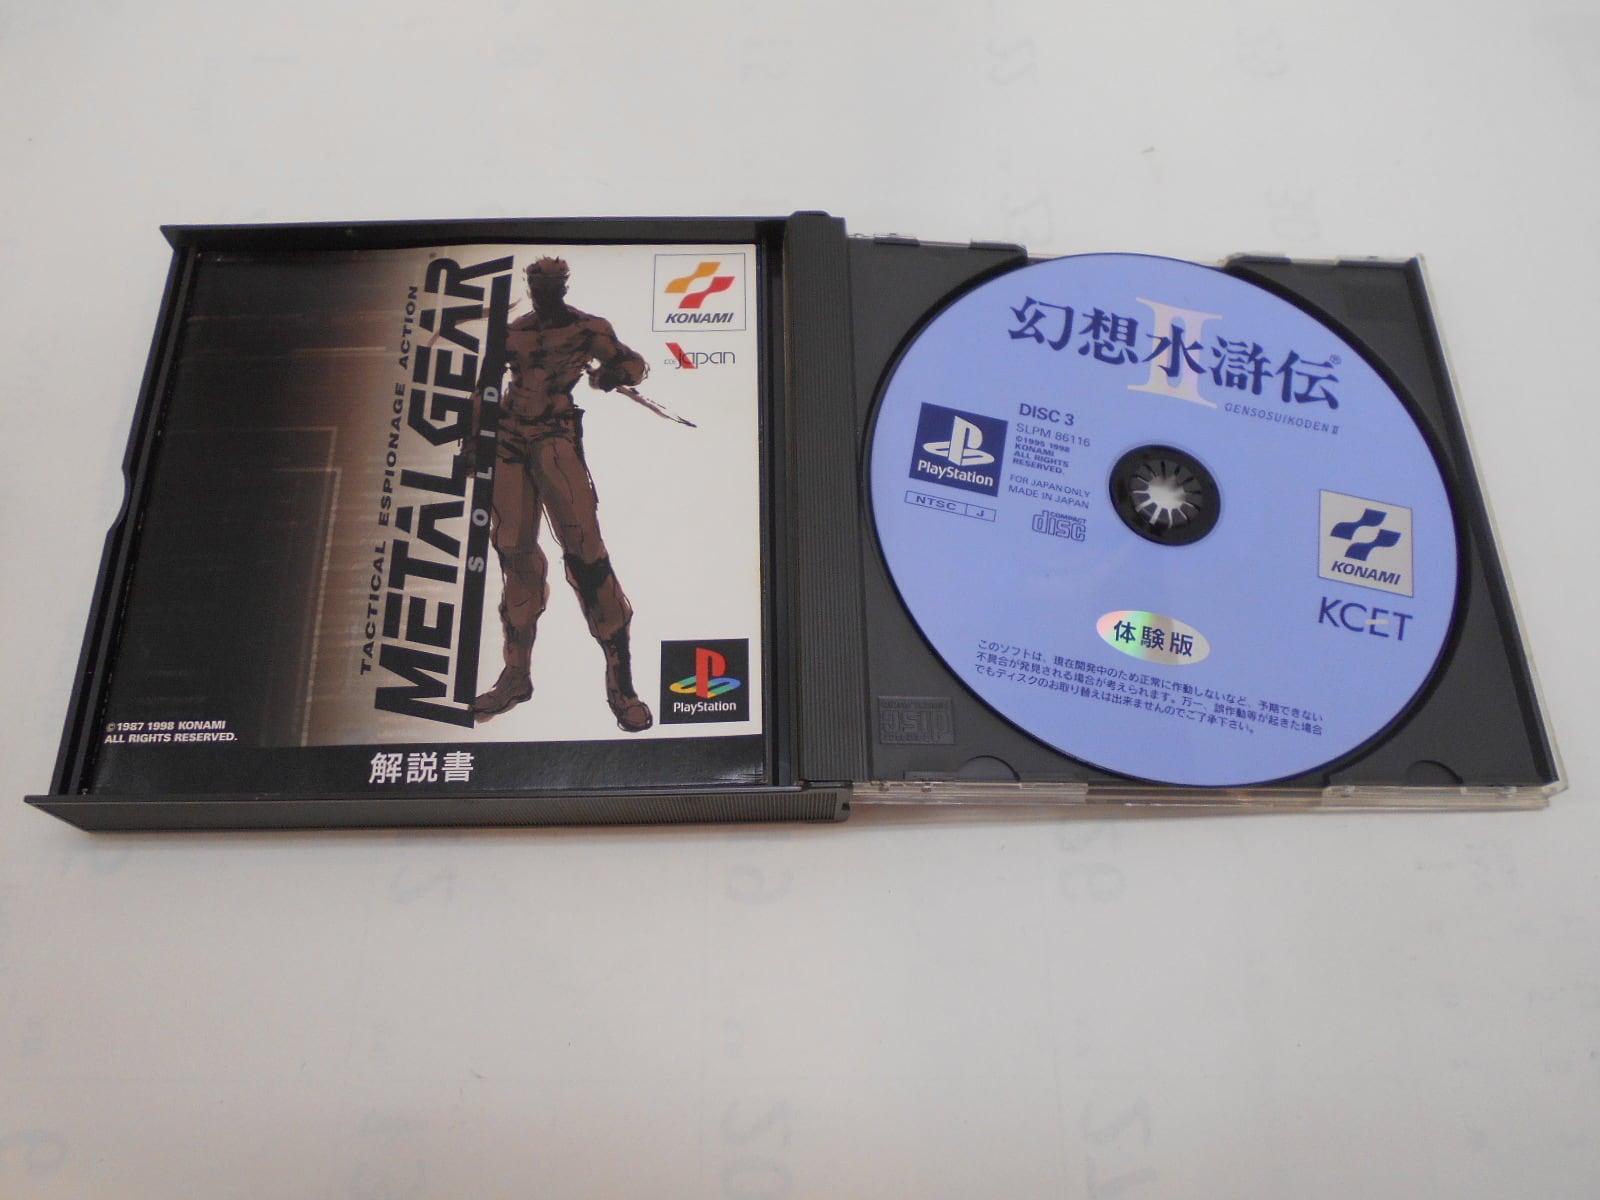 TACTICAL ESPIONAGE ACTION
METAL GEAR®
SOLID
KONAMI
Japan
PlayStation
©1987 1998 KONAMI
ALL RIGHTS RESERVED.
解説書
幻想水滸伝®
II
GENSOSUIKODEN II
PlayStation
NTSC J
DISC 3
SLPM 86116
©1995 1998
KONAMI
ALL RIGHTS
RESERVED.
FOR JAPAN ONLY
MADE IN JAPAN
COMPACT
disc
KONAMI
KCET
体験版
このソフトは、現在開発中のため正常に作動しないなど、予期できない
不具合が発見される場合が考えられます。万一、誤作動等が起きた場合
でもディスクのお取り替えは出来ませんのでご了承下さい。